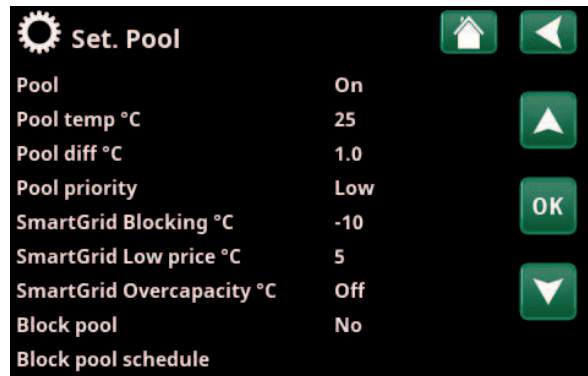 Set. Pool
Pool On
Pool temp °C 25
Pool diff °C 1.0
Pool priority Low
SmartGrid Blocking °C -10
SmartGrid Low price °C 5
SmartGrid Overcapacity °C Off
Block pool No
Block pool schedule
OK